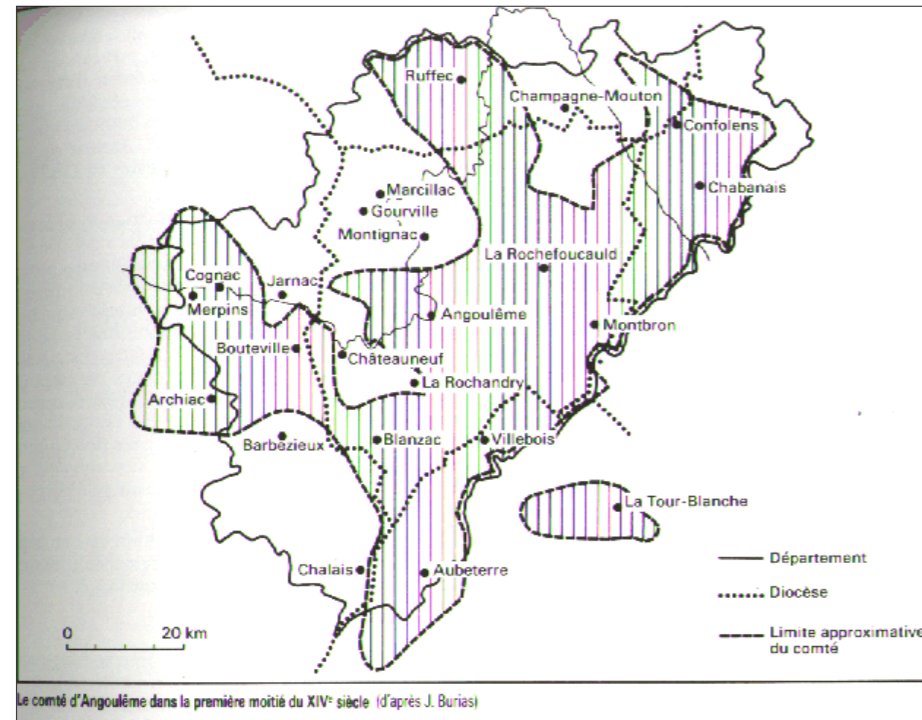 Ruffec
Champagne-Mouton
Confolens
Chabanais
Marcillac
Gourville
Montignac
La Rochefoucauld
Cognac
Jarnac
Merpins
Angoulême
Montbron
Bouteville
Châteauneuf
La Rochandry
Archiac
Barbezieux
Blanzac
Villebois
La Tour-Blanche
Chalais
Aubeterre
Département
Diocèse
Limite approximative
du comté
0 20 km
Le comté d'Angoulême dans la première moitié du XIVe siècle (d'après J. Burias)